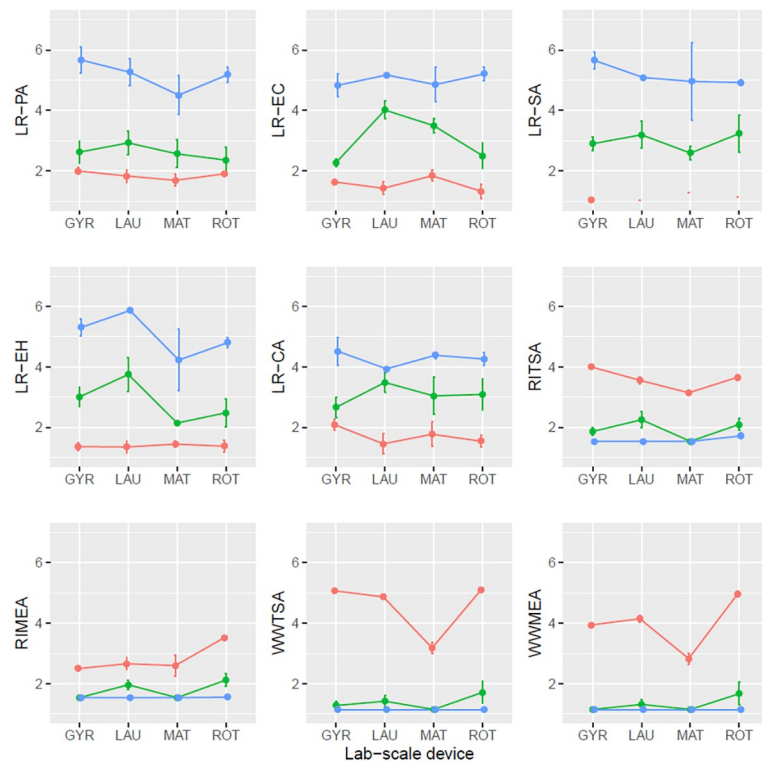 LR-PA
6
4
2
GYR LAU MAT ROT
LR-EC
6
4
2
GYR LAU MAT ROT
LR-SA
6
4
2
GYR LAU MAT ROT
LR-EH
6
4
2
GYR LAU MAT ROT
LR-CA
6
4
2
GYR LAU MAT ROT
RITSA
6
4
2
GYR LAU MAT ROT
RIMEA
6
4
2
GYR LAU MAT ROT
WWTSA
6
4
2
GYR LAU MAT ROT
WWMEA
6
4
2
GYR LAU MAT ROT
Lab-scale device